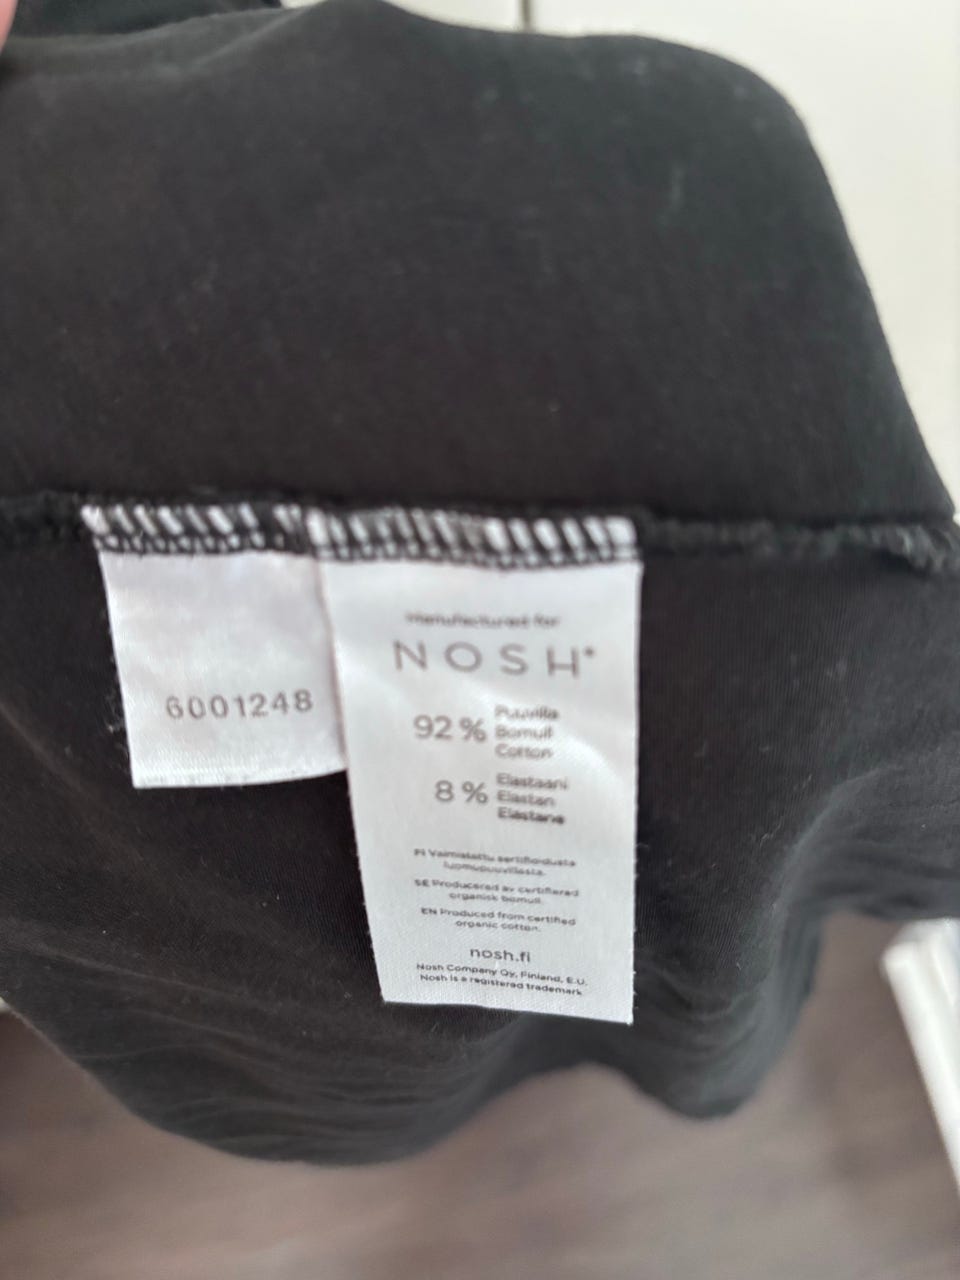 6001248
Manufactured for
NOSH®
92% Puuvilla
Bomull
Cotton
8% Elastaani
Elastan
Elastane
FI Valmistettu sertifioidusta
luomupuuvillasta.
SE Producerad av certifierad
organisk bomull.
EN Produced from certified
organic cotton.
nosh.fi
Nosh Company Oy, Finland, E.U.
Nosh is a registered trademark.